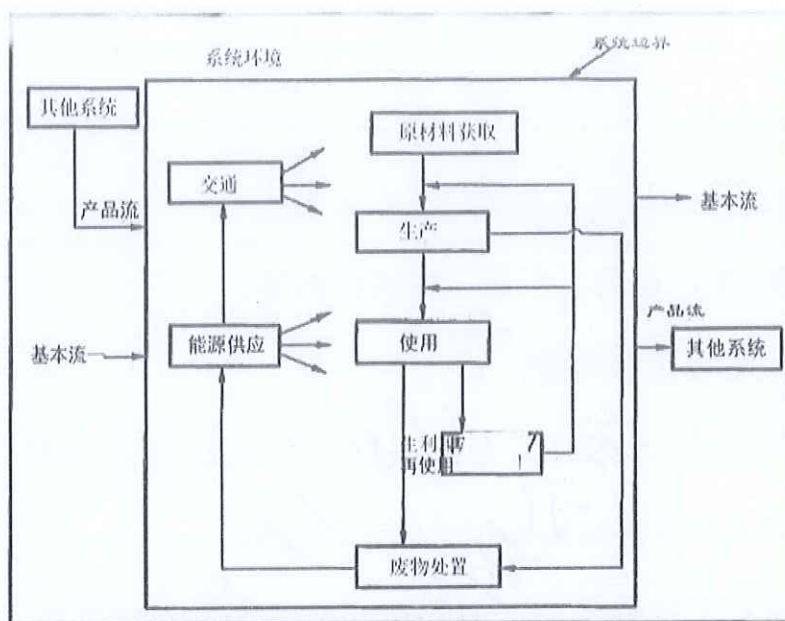 系统环境
系统边界
其他系统
原材料获取
交通
产品流
基本流
生产
产品流
基本流
能源供应
使用
其他系统
生利
再使用
废物处置